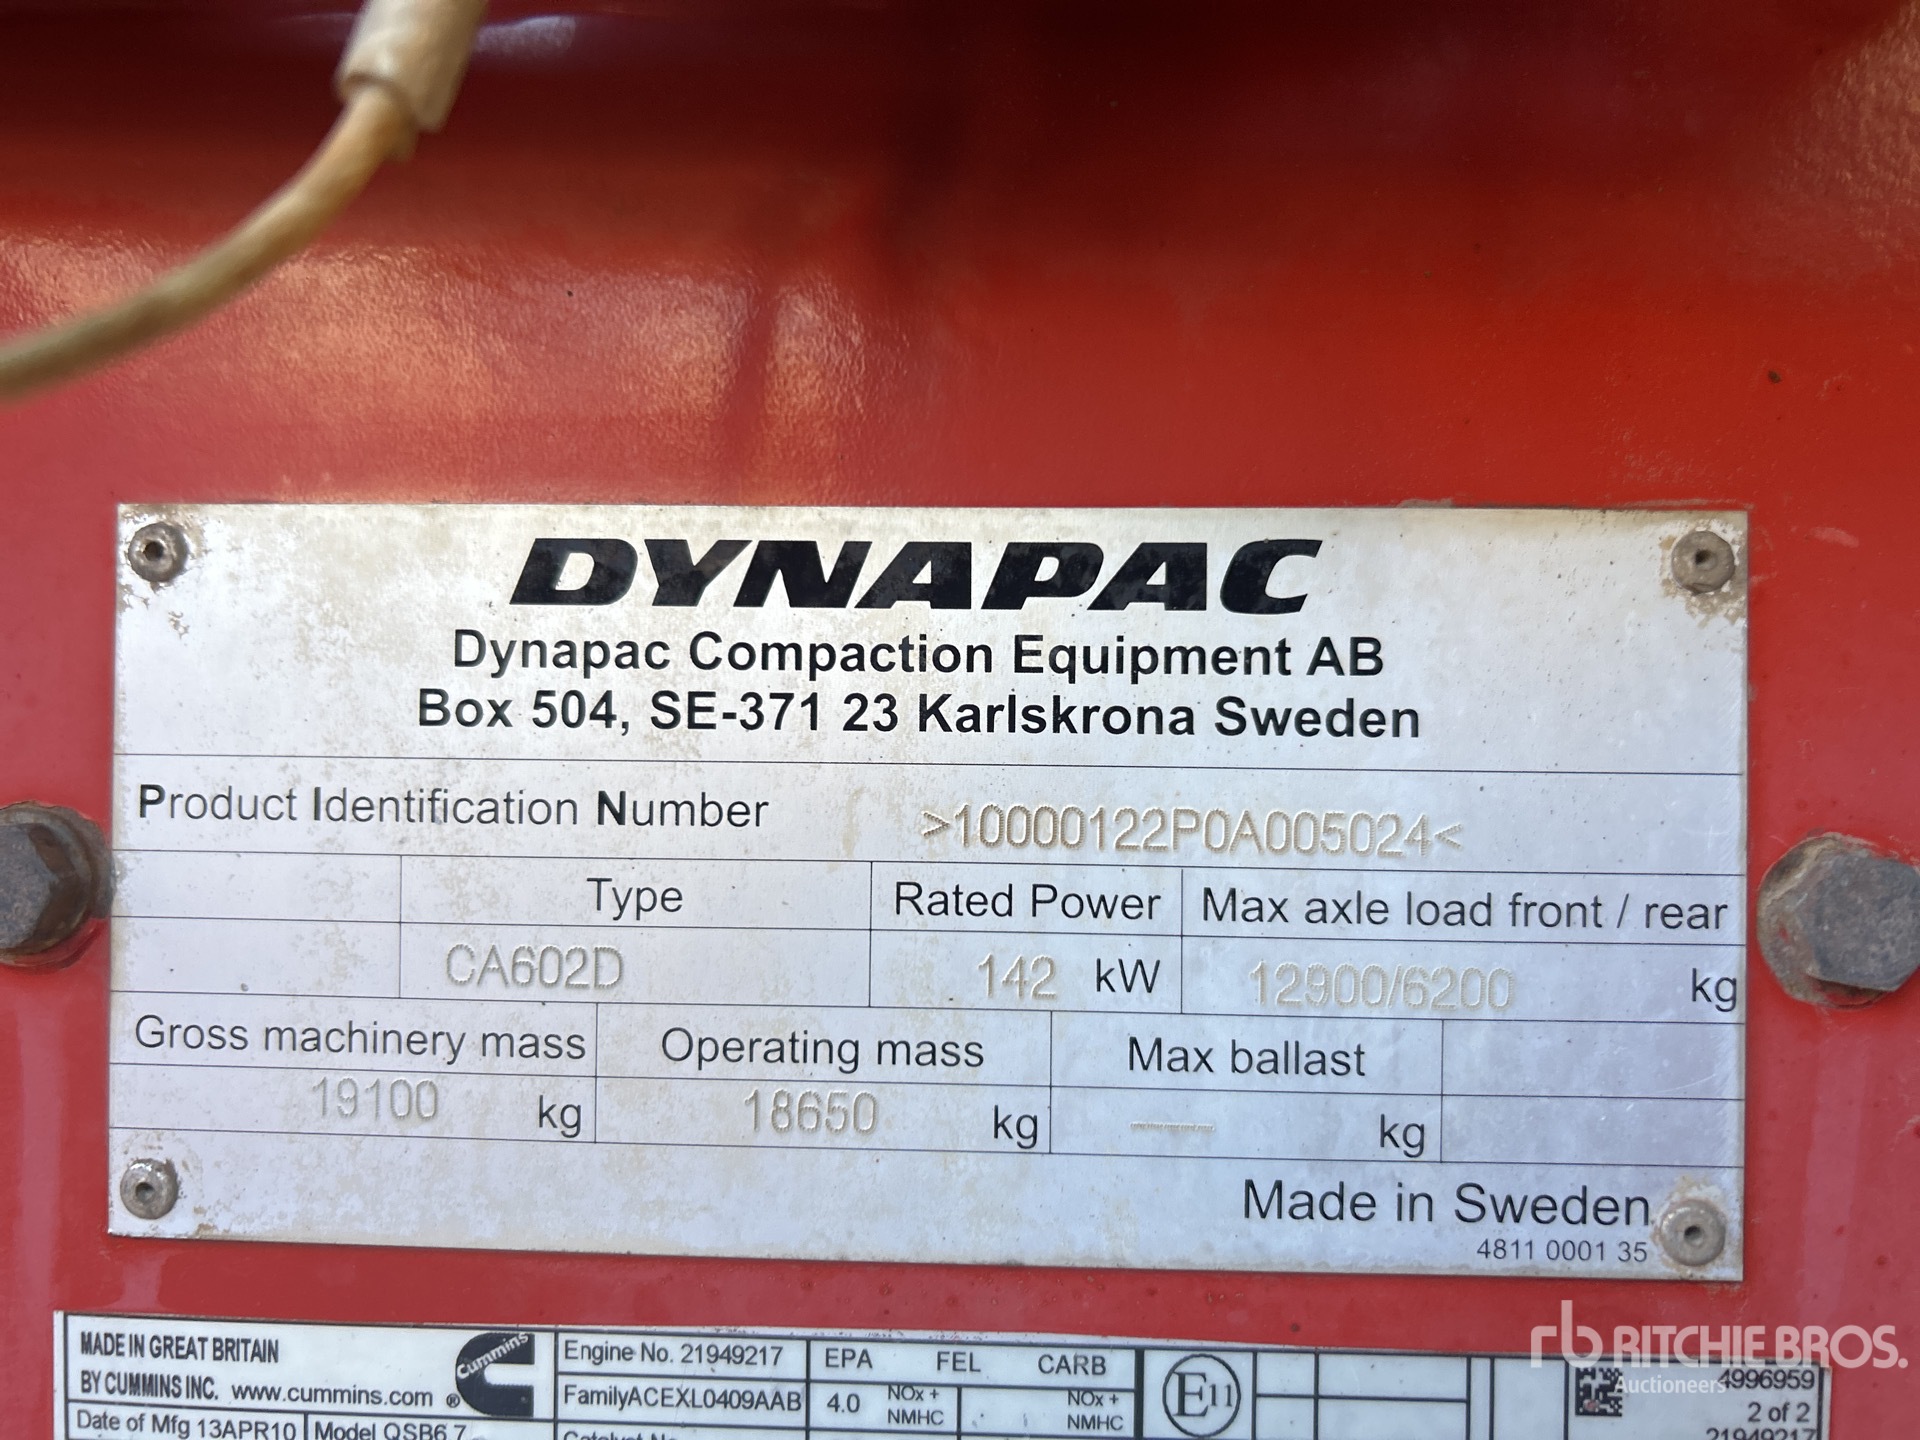 DYNAPAC
Dynapac Compaction Equipment AB
Box 504, SE-371 23 Karlskrona Sweden
Product Identification Number >10000122P0A005024<
Type Rated Power Max axle load front / rear
CA602D 142 kW 12900/6200 kg
Gross machinery mass Operating mass Max ballast
19100 kg 18650 kg kg
Made in Sweden
4811 0001 35
MADE IN GREAT BRITAIN
BY CUMMINS INC. www.cummins.com
Cummins ®
Date of Mfg 13APR10 Model QSB6.7
Engine No. 21949217
FamilyACEXL0409AAB
EPA FEL CARB
4.0 NOx + NMHC NOx + NMHC
E11
4996959
2 of 2
21949217
rb RITCHIE BROS.
Auctioneers